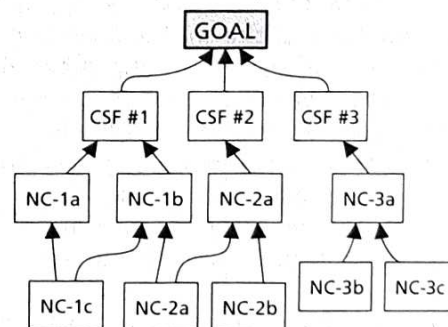 GOAL
CSF #1 CSF #2 CSF #3
NC-1a NC-1b NC-2a NC-3a
NC-1c NC-2a NC-2b NC-3b NC-3c